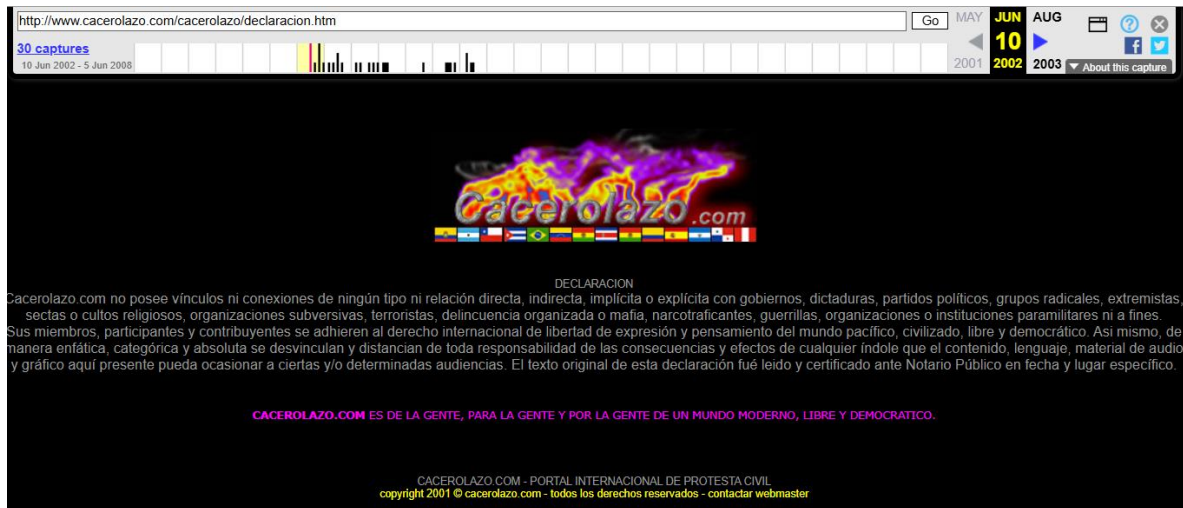 http://www.cacerolazo.com/cacerolazo/declaracion.htm Go MAY JUN AUG
30 captures 10
10 Jun 2002 - 5 Jun 2008 2001 2002 2003 About this capture
Cacerolazo.com
DECLARACION
Cacerolazo.com no posee vínculos ni conexiones de ningún tipo ni relación directa, indirecta, implícita o explícita con gobiernos, dictaduras, partidos políticos, grupos radicales, extremistas,
sectas o cultos religiosos, organizaciones subversivas, terroristas, delincuencia organizada o mafia, narcotraficantes, guerrillas, organizaciones o instituciones paramilitares ni a fines.
Sus miembros, participantes y contribuyentes se adhieren al derecho internacional de libertad de expresión y pensamiento del mundo pacífico, civilizado, libre y democrático. Asi mismo, de
manera enfática, categórica y absoluta se desvinculan y distancian de toda responsabilidad de las consecuencias y efectos de cualquier índole que el contenido, lenguaje, material de audio
y gráfico aquí presente pueda ocasionar a ciertas y/o determinadas audiencias. El texto original de esta declaración fué leido y certificado ante Notario Público en fecha y lugar específico.
CACEROLAZO.COM ES DE LA GENTE, PARA LA GENTE Y POR LA GENTE DE UN MUNDO MODERNO, LIBRE Y DEMOCRATICO.
CACEROLAZO.COM - PORTAL INTERNACIONAL DE PROTESTA CIVIL
copyright 2001 © cacerolazo.com - todos los derechos reservados - contactar webmaster